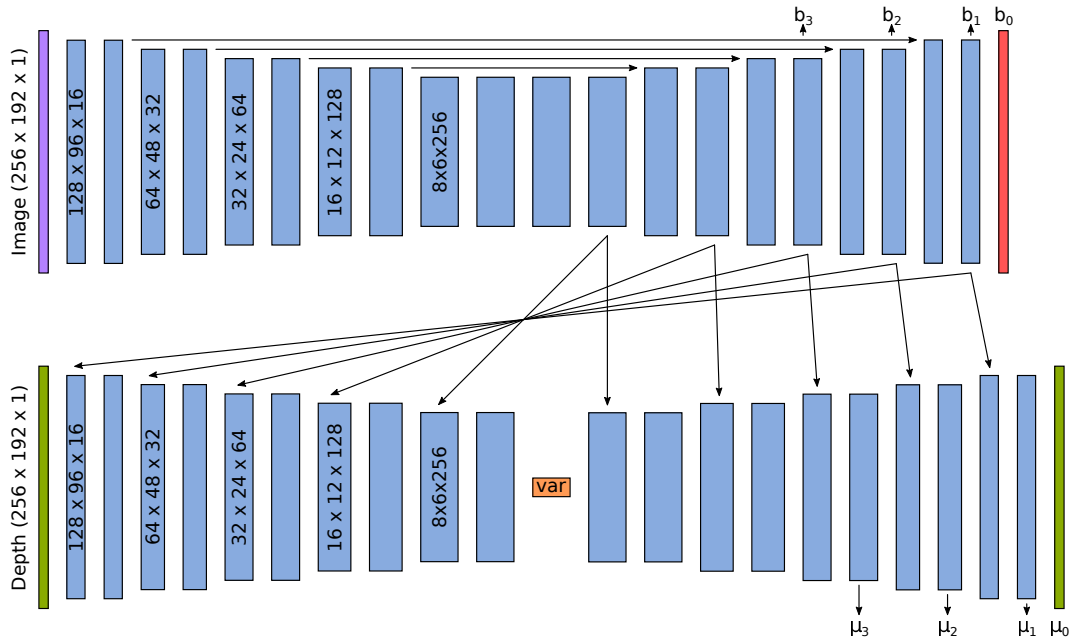 b₃
b₂
b₁
b₀
Image (256 x 192 x 1)
128 x 96 x 16
64 x 48 x 32
32 x 24 x 64
16 x 12 x 128
8x6x256
Depth (256 x 192 x 1)
128 x 96 x 16
64 x 48 x 32
32 x 24 x 64
16 x 12 x 128
8x6x256
var
μ₃
μ₂
μ₁
μ₀